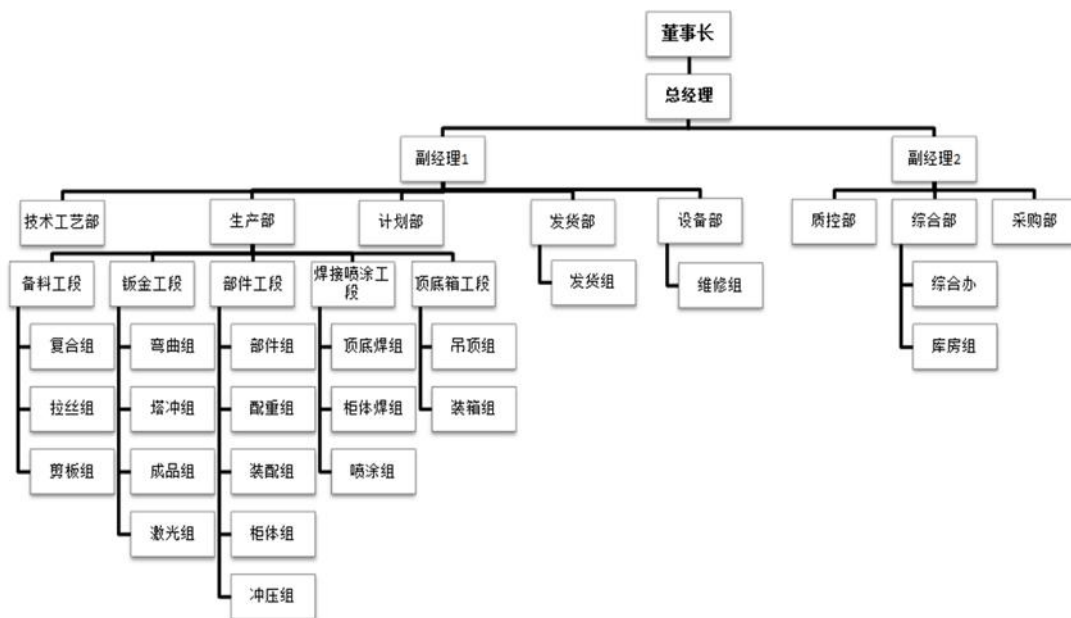 董事长
总经理
副经理1
副经理2
技术工艺部
生产部
计划部
发货部
设备部
质控部
综合部
采购部
备料工段
钣金工段
部件工段
焊接喷涂工
段
顶底箱工段
发货组
维修组
综合办
库房组
复合组
拉丝组
剪板组
弯曲组
塔冲组
成品组
激光组
部件组
配重组
装配组
柜体组
冲压组
顶底焊组
柜体焊组
喷涂组
吊顶组
装箱组